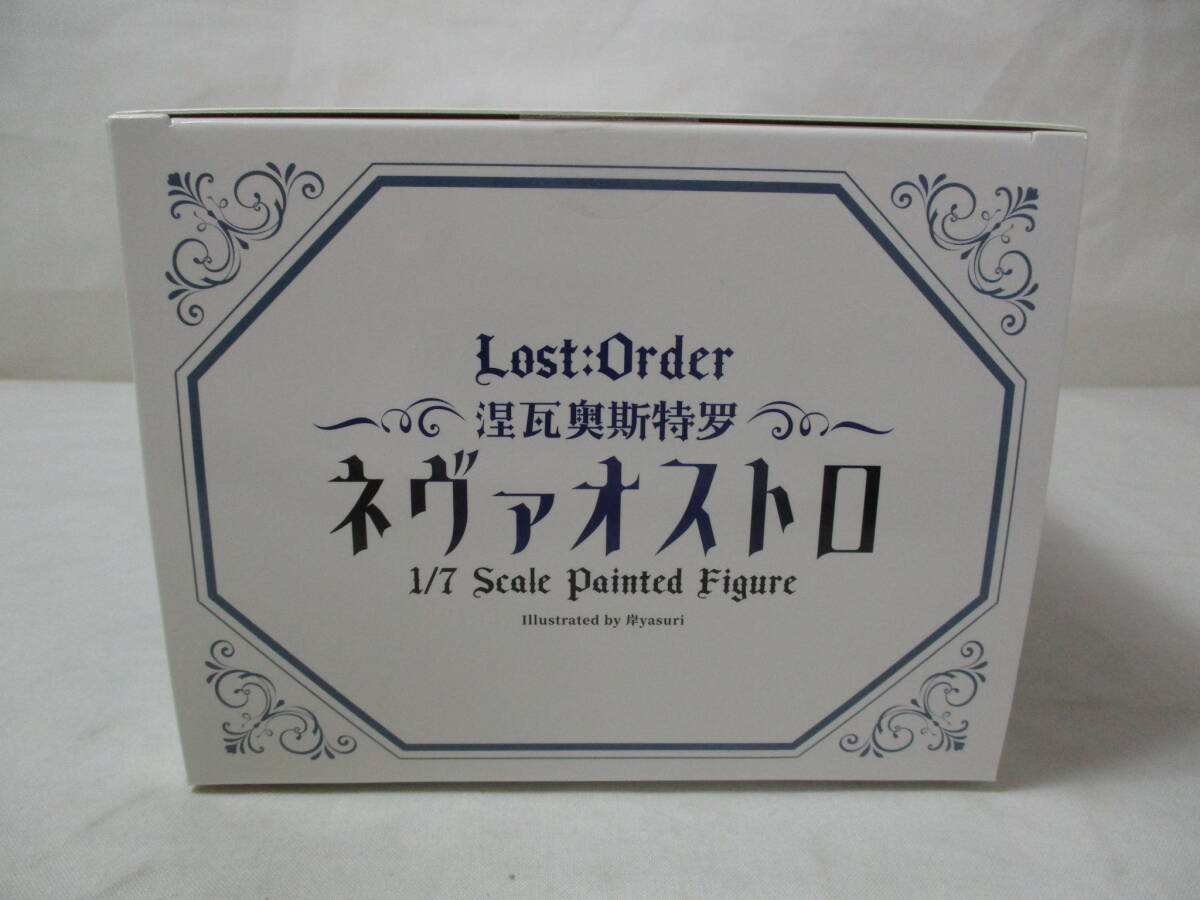 Lost:Order
涅瓦奥斯特罗
ネヴァオストロ
1/7 Scale Painted Figure
Illustrated by 岸yasuri